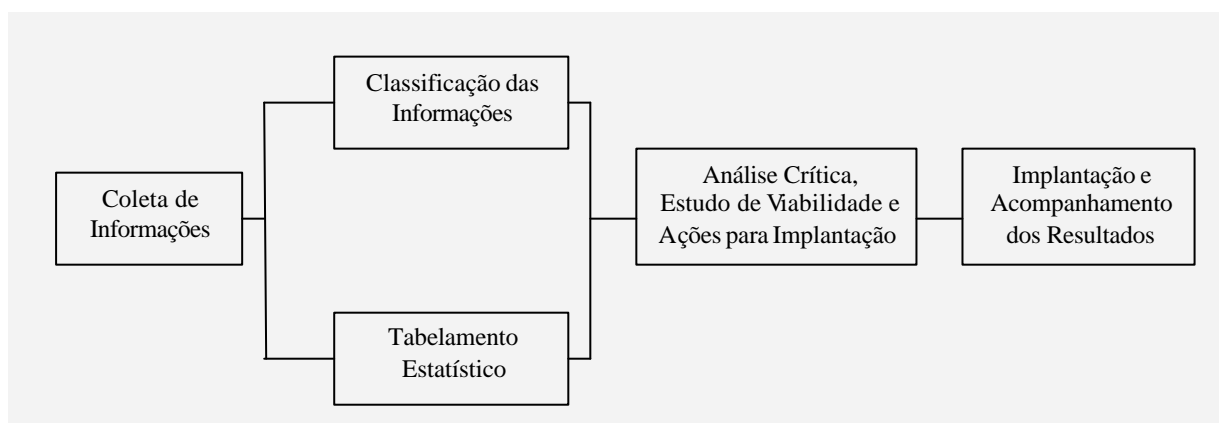 Coleta de
Informações
Classificação das
Informações
Tabelamento
Estatístico
Análise Crítica,
Estudo de Viabilidade e
Ações para Implantação
Implantação e
Acompanhamento
dos Resultados